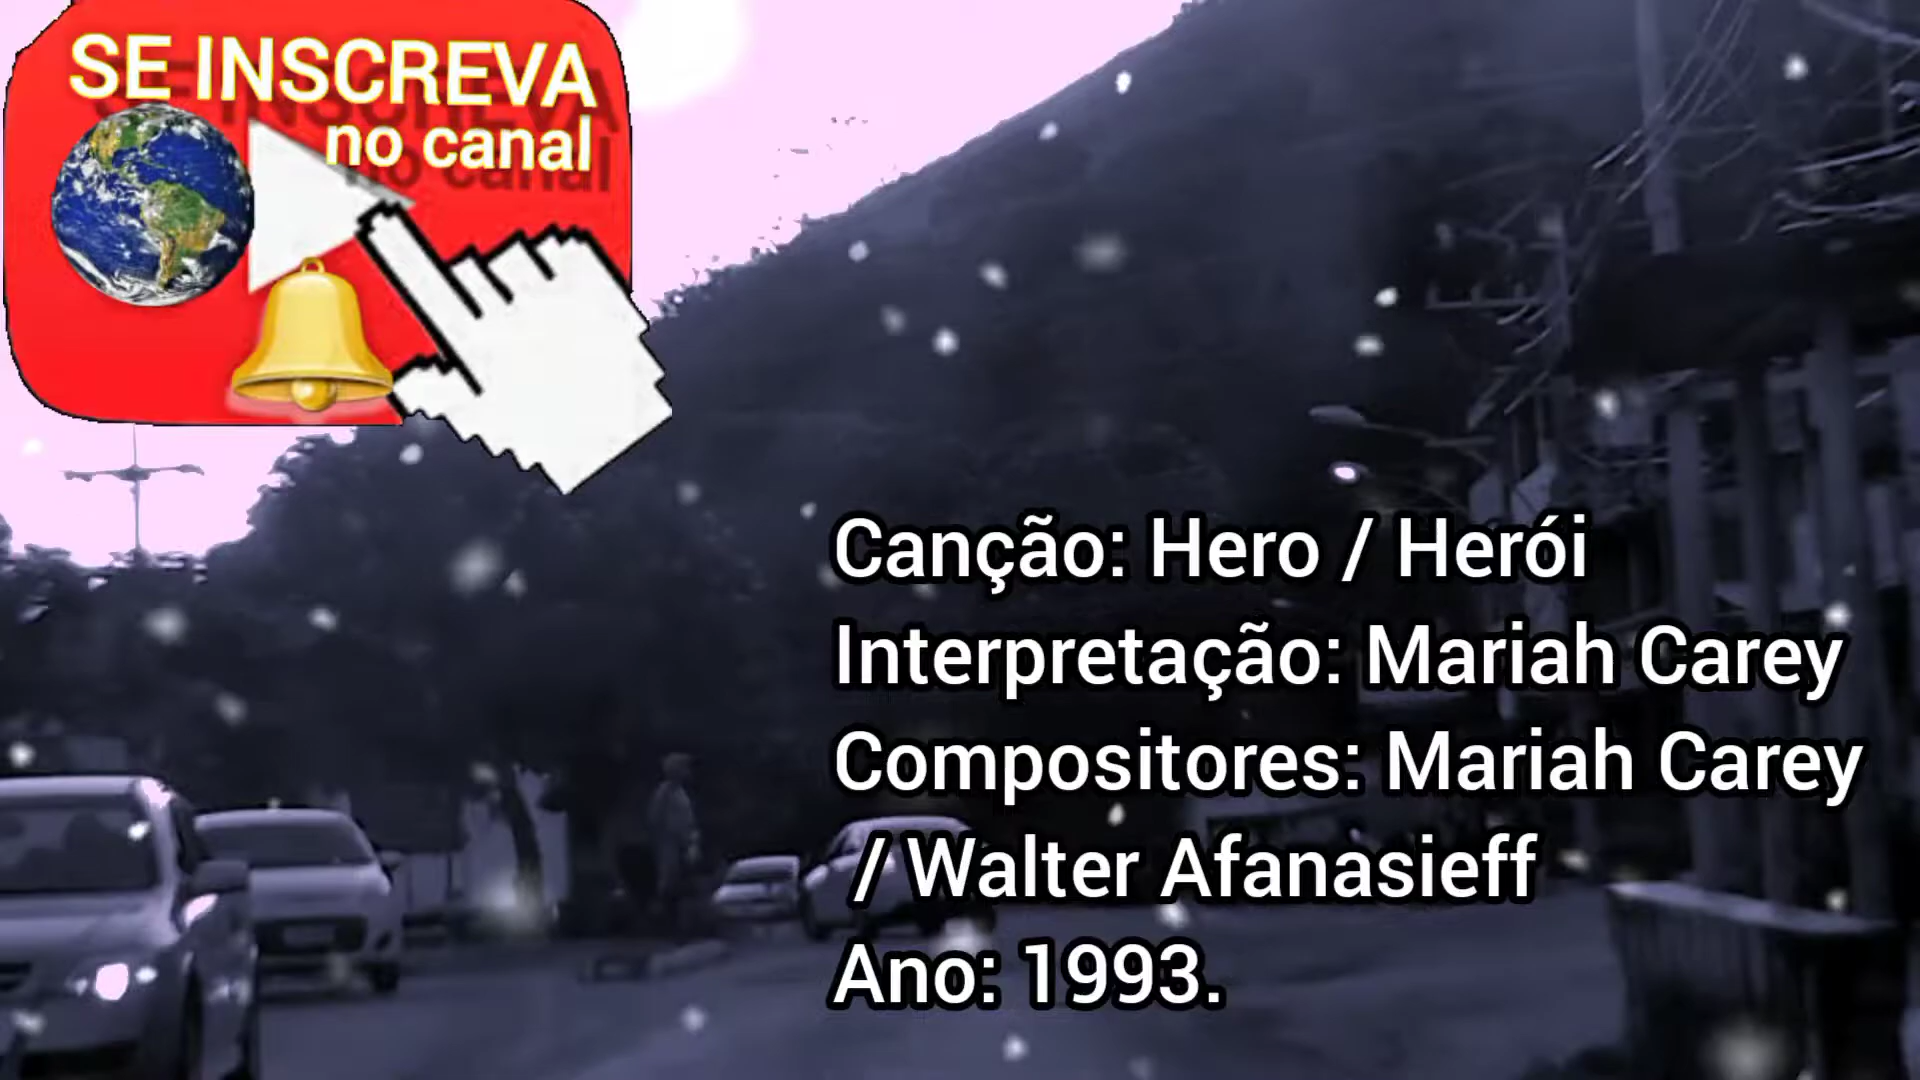 SE INSCREVA
no canal
Canção: Hero / Herói
Interpretação: Mariah Carey
Compositores: Mariah Carey
/ Walter Afanasieff
Ano: 1993.